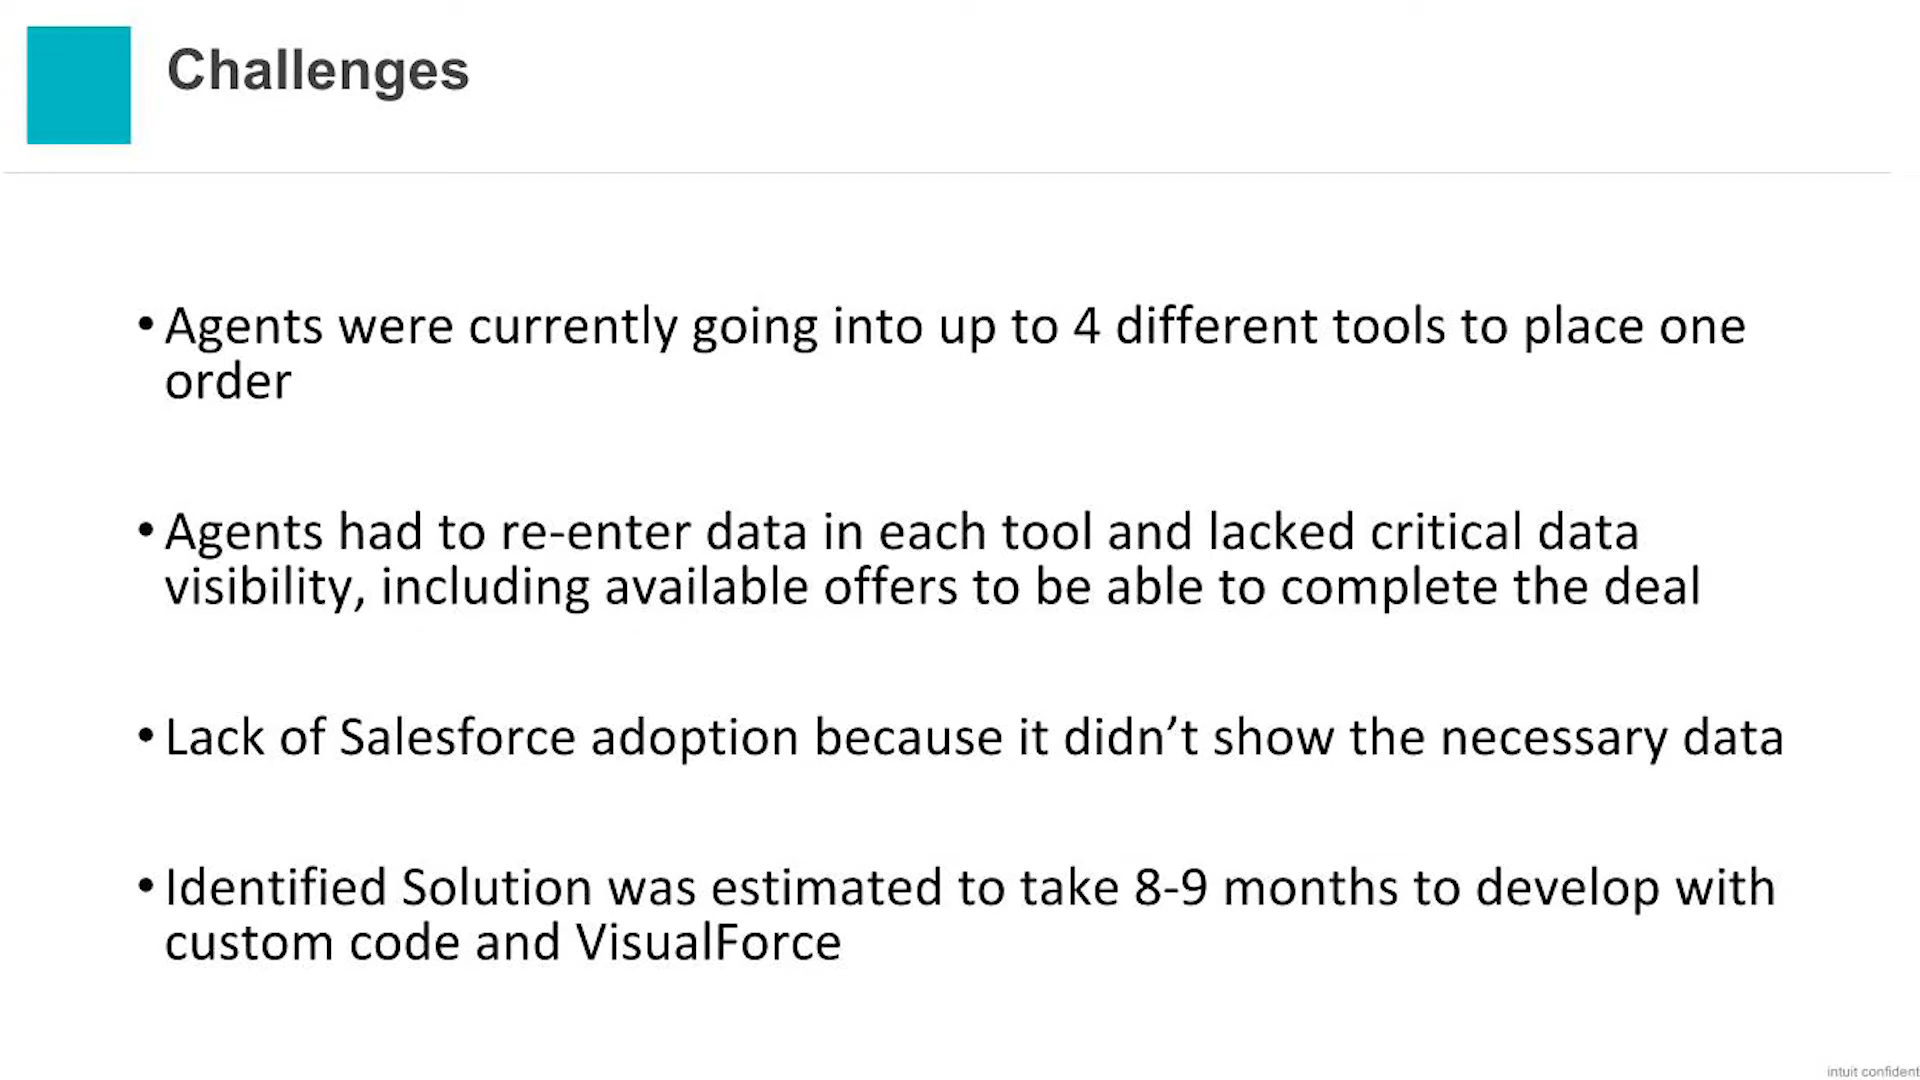 Challenges
• Agents were currently going into up to 4 different tools to place one
order
• Agents had to re-enter data in each tool and lacked critical data
visibility, including available offers to be able to complete the deal
• Lack of Salesforce adoption because it didn’t show the necessary data
• Identified Solution was estimated to take 8-9 months to develop with
custom code and VisualForce
intuit confident